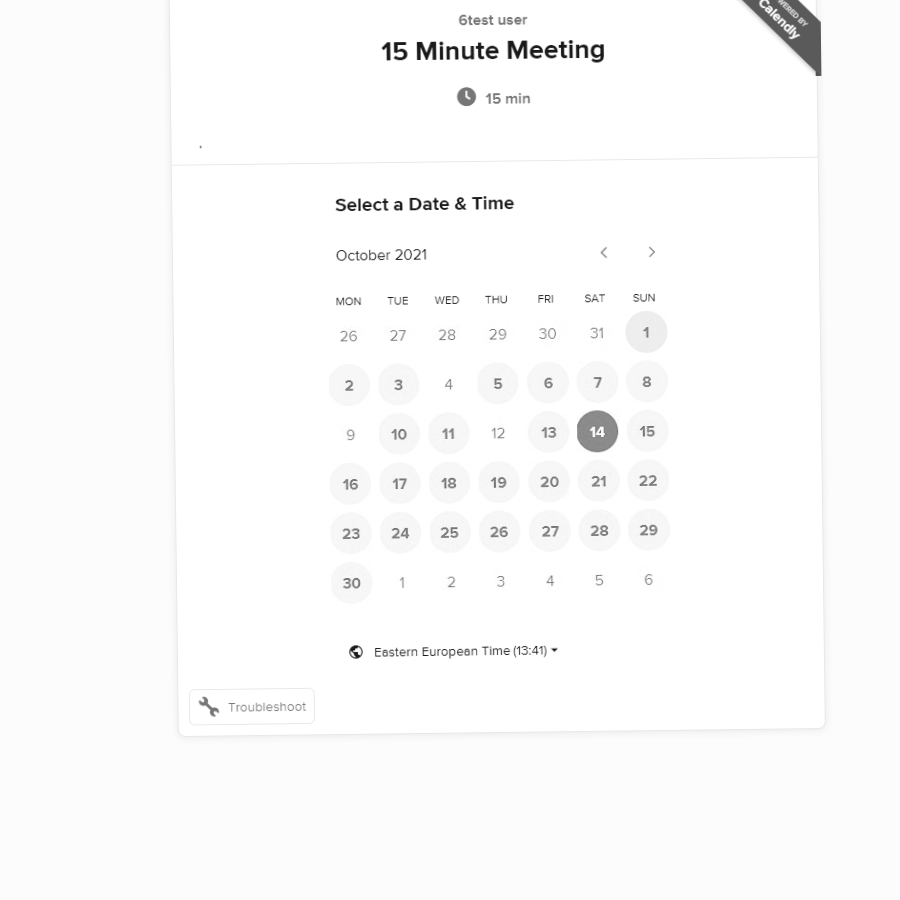 6test user
15 Minute Meeting
15 min
.
POWERED BY
Calendly
Select a Date & Time
October 2021
MON TUE WED THU FRI SAT SUN
26 27 28 29 30 31 1
2 3 4 5 6 7 8
9 10 11 12 13 14 15
16 17 18 19 20 21 22
23 24 25 26 27 28 29
30 1 2 3 4 5 6
Eastern European Time (13:41)
Troubleshoot